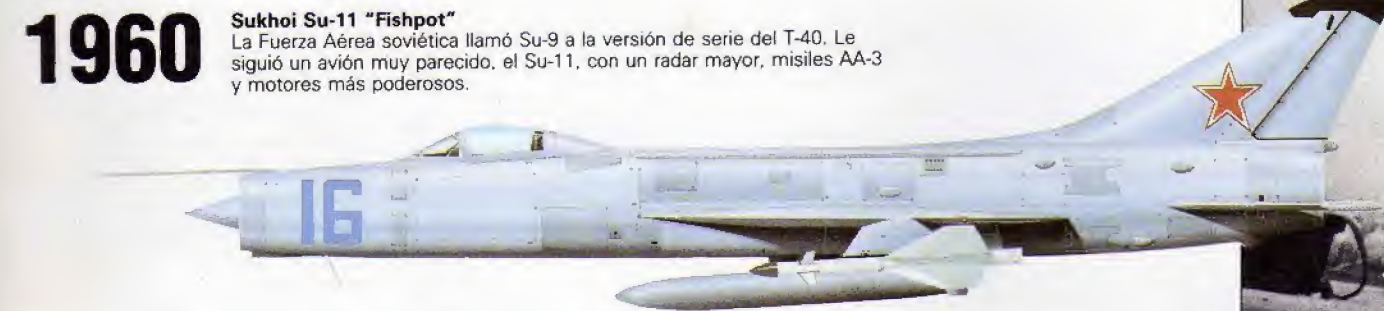 1960
Sukhoi Su-11 "Fishpot"
La Fuerza Aérea soviética llamó Su-9 a la versión de serie del T-40. Le
siguió un avión muy parecido, el Su-11, con un radar mayor, misiles AA-3
y motores más poderosos.
16